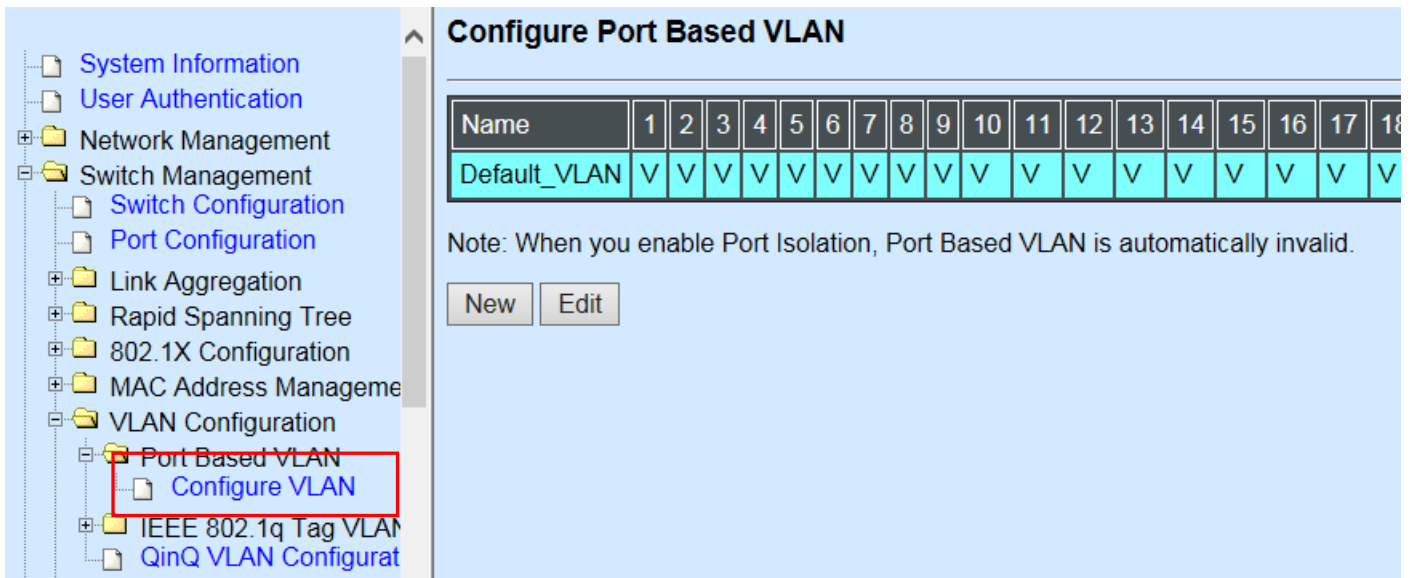 System Information
User Authentication
Network Management
Switch Management
Switch Configuration
Port Configuration
Link Aggregation
Rapid Spanning Tree
802.1X Configuration
MAC Address Manageme
VLAN Configuration
Port Based VLAN
Configure VLAN
IEEE 802.1q Tag VLAN
QinQ VLAN Configurat
Configure Port Based VLAN
Name 1 2 3 4 5 6 7 8 9 10 11 12 13 14 15 16 17 18
Default_VLAN V V V V V V V V V V V V V V V V V V
Note: When you enable Port Isolation, Port Based VLAN is automatically invalid.
New Edit